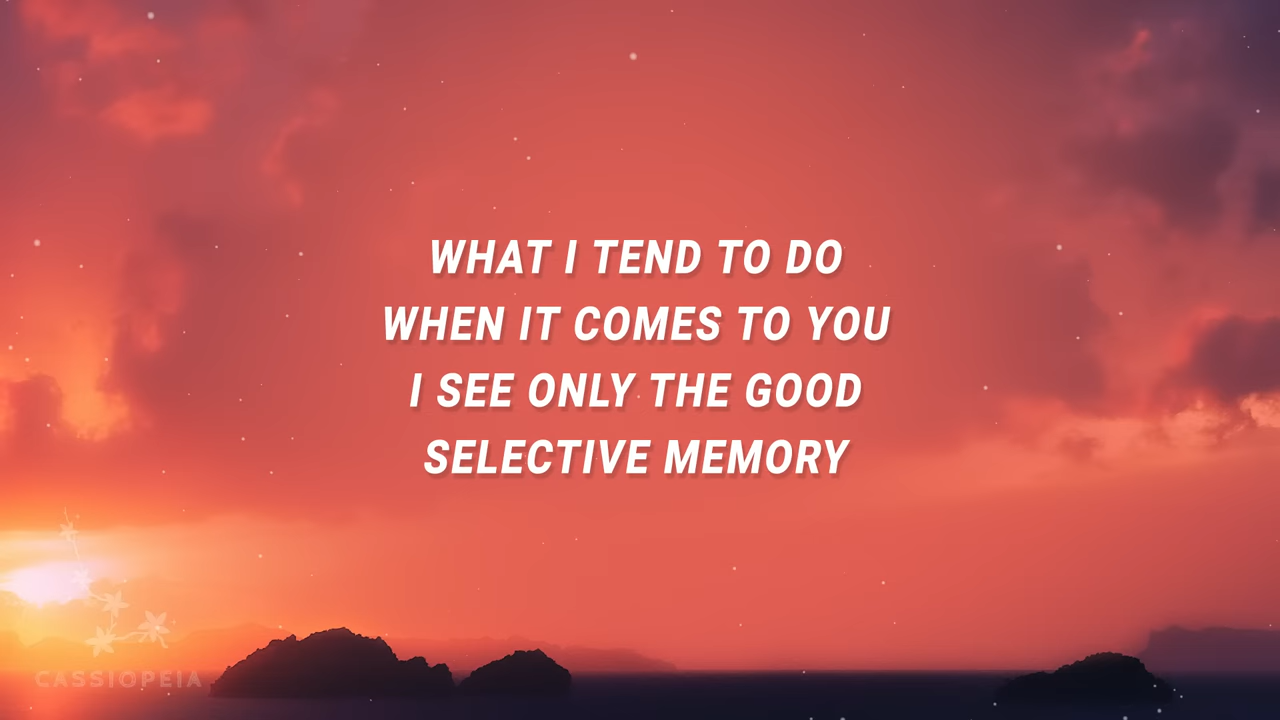 WHAT I TEND TO DO
WHEN IT COMES TO YOU
I SEE ONLY THE GOOD
SELECTIVE MEMORY
CASSIOPEIA